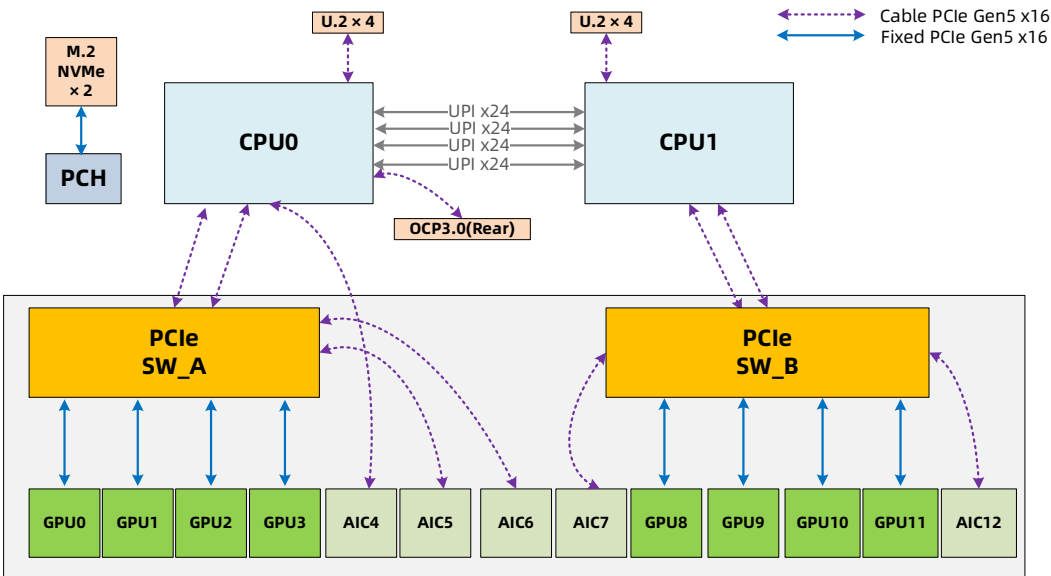 U.2 × 4
U.2 × 4
Cable PCIe Gen5 x16
Fixed PCIe Gen5 x16
M.2
NVMe
× 2
PCH
CPU0
UPI x24
UPI x24
UPI x24
UPI x24
CPU1
OCP3.0(Rear)
PCIe
SW_A
PCIe
SW_B
GPU0
GPU1
GPU2
GPU3
AIC4
AIC5
AIC6
AIC7
GPU8
GPU9
GPU10
GPU11
AIC12